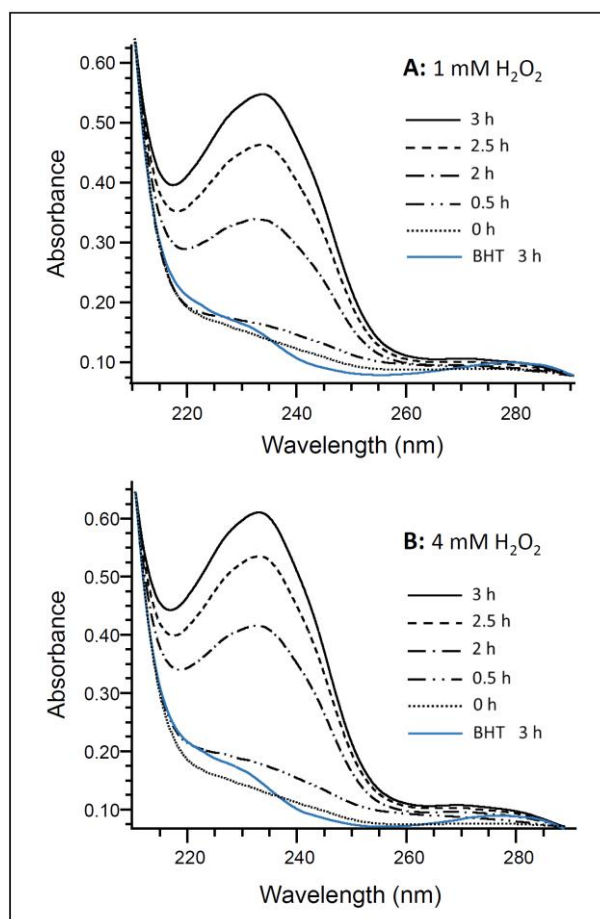 A: 1 mM H₂O₂
3 h
2.5 h
2 h
0.5 h
0 h
BHT 3 h
Absorbance
0.60
0.50
0.40
0.30
0.20
0.10
220 240 260 280
Wavelength (nm)
B: 4 mM H₂O₂
3 h
2.5 h
2 h
0.5 h
0 h
BHT 3 h
Absorbance
0.60
0.50
0.40
0.30
0.20
0.10
220 240 260 280
Wavelength (nm)